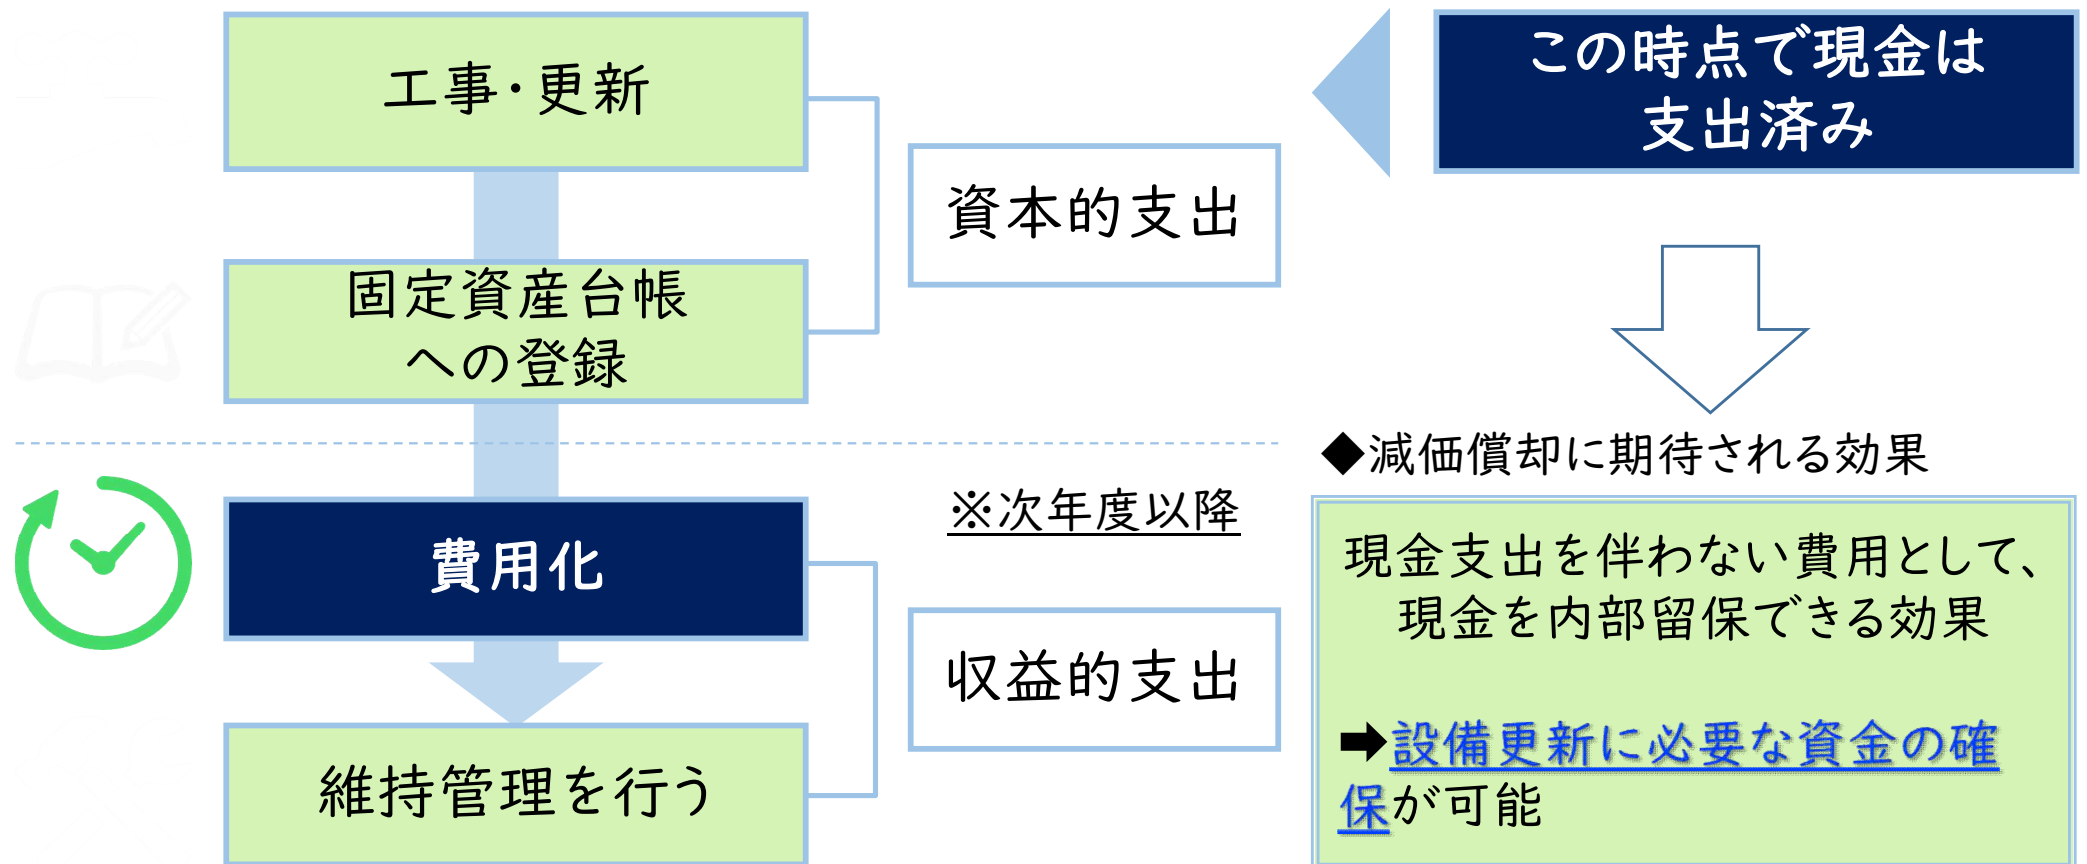 工事・更新
固定資産台帳
への登録
資本的支出
この時点で現金は
支出済み
※次年度以降
費用化
維持管理を行う
収益的支出
◆減価償却に期待される効果
現金支出を伴わない費用として、
現金を内部留保できる効果
➡設備更新に必要な資金の確
保が可能